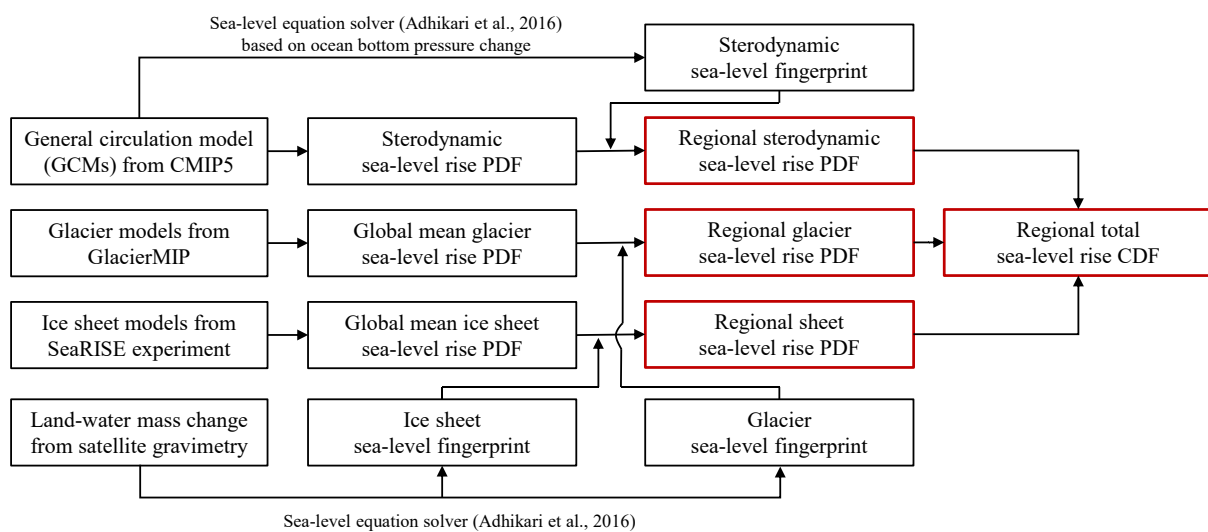 Sea-level equation solver (Adhikari et al., 2016)
based on ocean bottom pressure change
Sterodynamic
sea-level fingerprint
General circulation model
(GCMs) from CMIP5
Sterodynamic
sea-level rise PDF
Regional sterodynamic
sea-level rise PDF
Glacier models from
GlacierMIP
Global mean glacier
sea-level rise PDF
Regional glacier
sea-level rise PDF
Regional total
sea-level rise CDF
Ice sheet models from
SeaRISE experiment
Global mean ice sheet
sea-level rise PDF
Regional sheet
sea-level rise PDF
Land-water mass change
from satellite gravimetry
Ice sheet
sea-level fingerprint
Glacier
sea-level fingerprint
Sea-level equation solver (Adhikari et al., 2016)